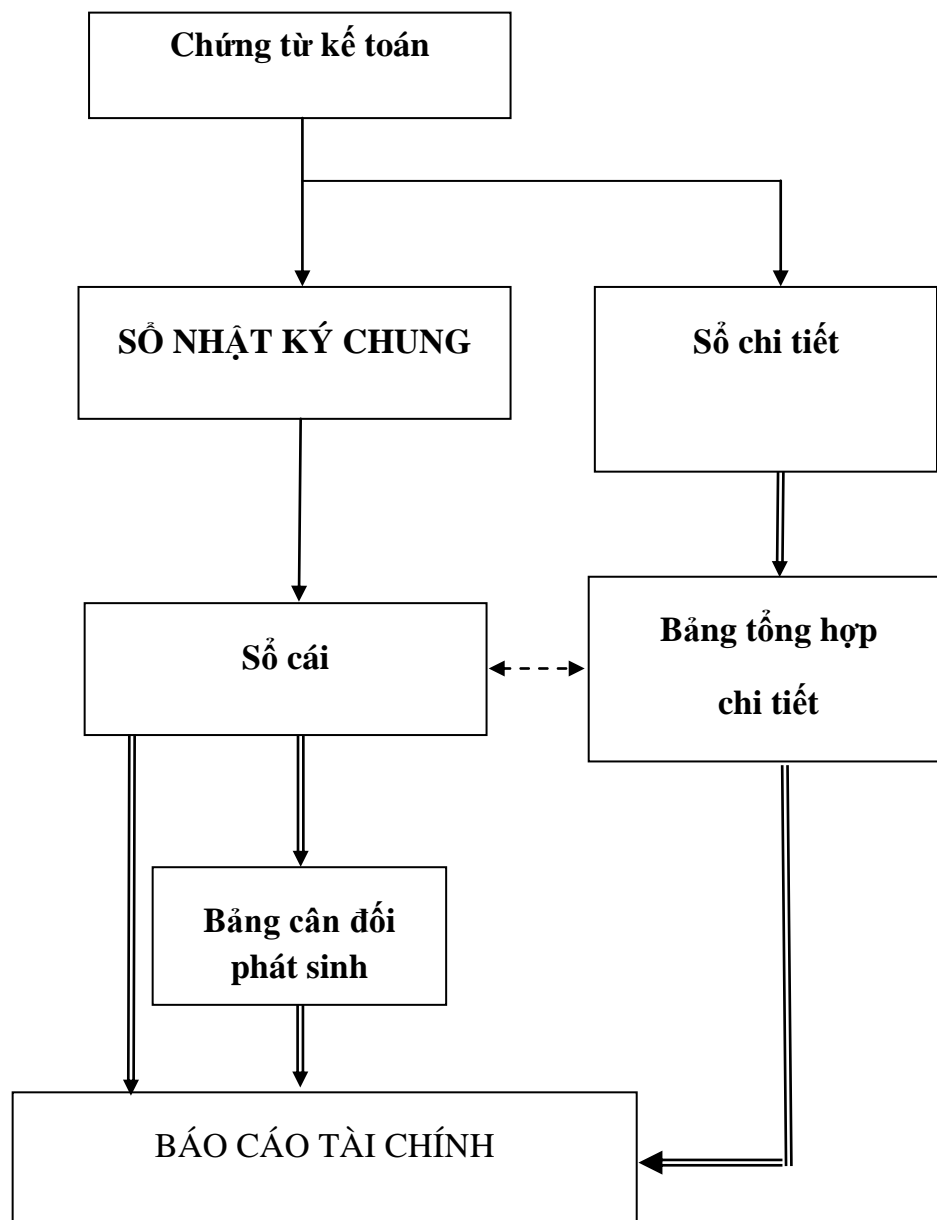 Chứng từ kế toán
SỔ NHẬT KÝ CHUNG
Sổ chi tiết
Sổ cái
Bảng tổng hợp
chi tiết
Bảng cân đối
phát sinh
BÁO CÁO TÀI CHÍNH